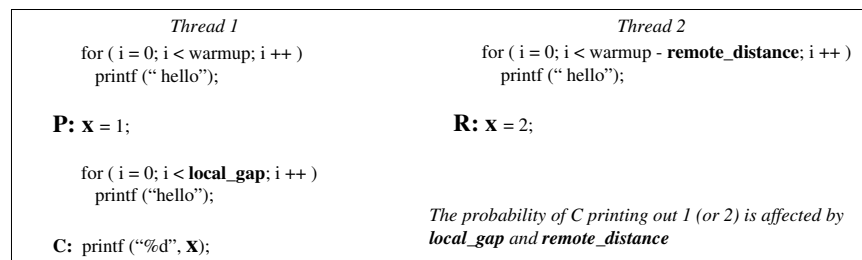 Thread 1
for ( i = 0; i < warmup; i ++ )
printf (“ hello”);
P: x = 1;
for ( i = 0; i < local_gap; i ++ )
printf (“hello”);
C: printf (“%d”, x);
Thread 2
for ( i = 0; i < warmup - remote_distance; i ++ )
printf (“ hello”);
R: x = 2;
The probability of C printing out 1 (or 2) is affected by
local_gap and remote_distance